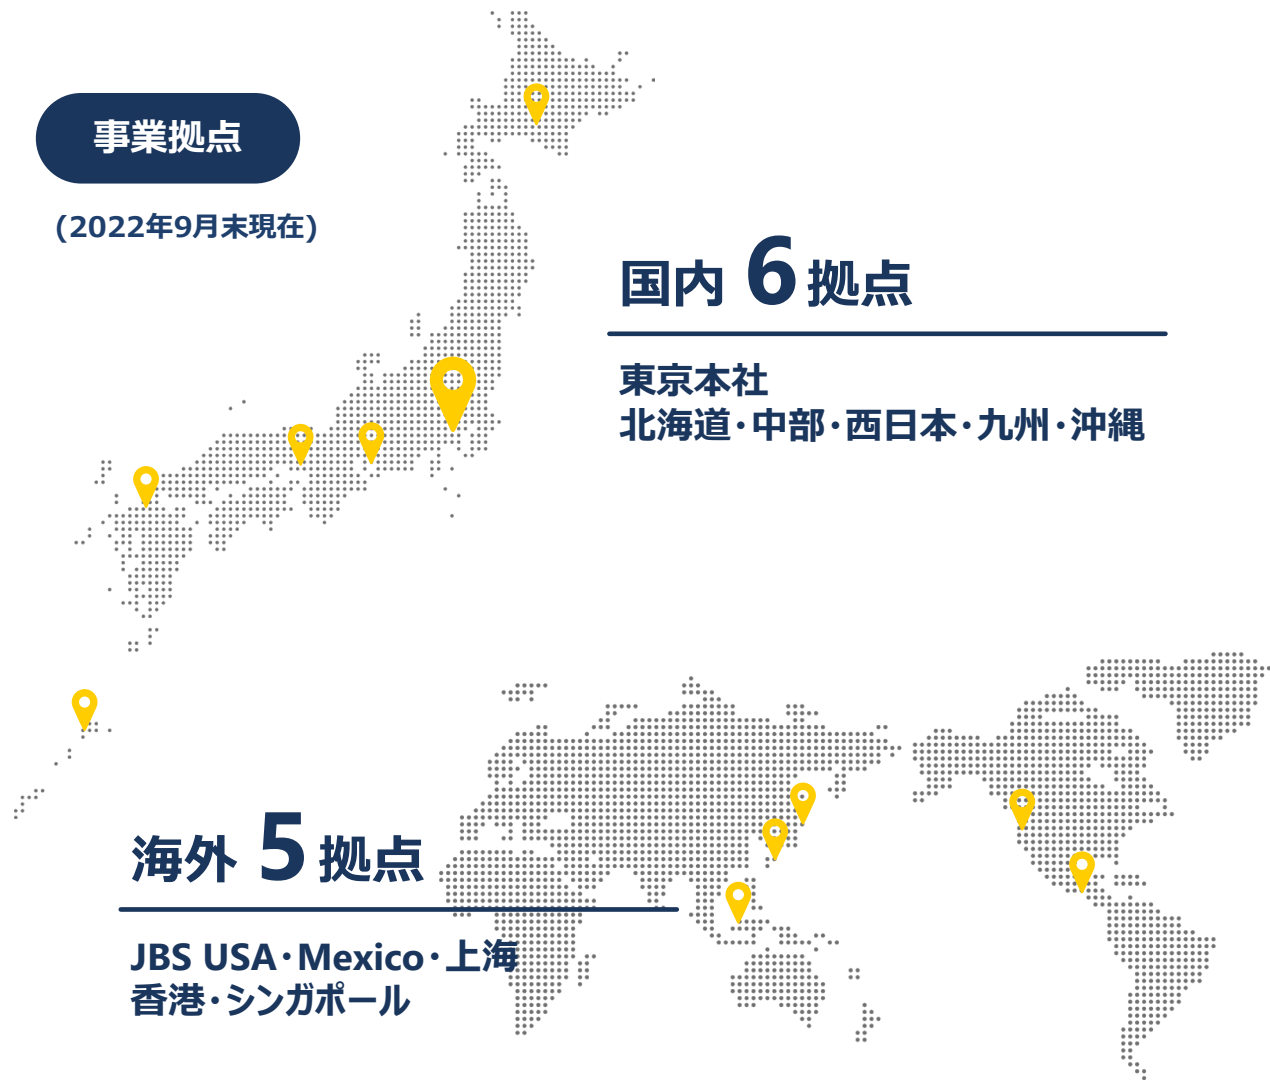 事業拠点
(2022年9月末現在)
国内 6 拠点
東京本社
北海道・中部・西日本・九州・沖縄
海外 5 拠点
JBS USA・Mexico・上海
香港・シンガポール